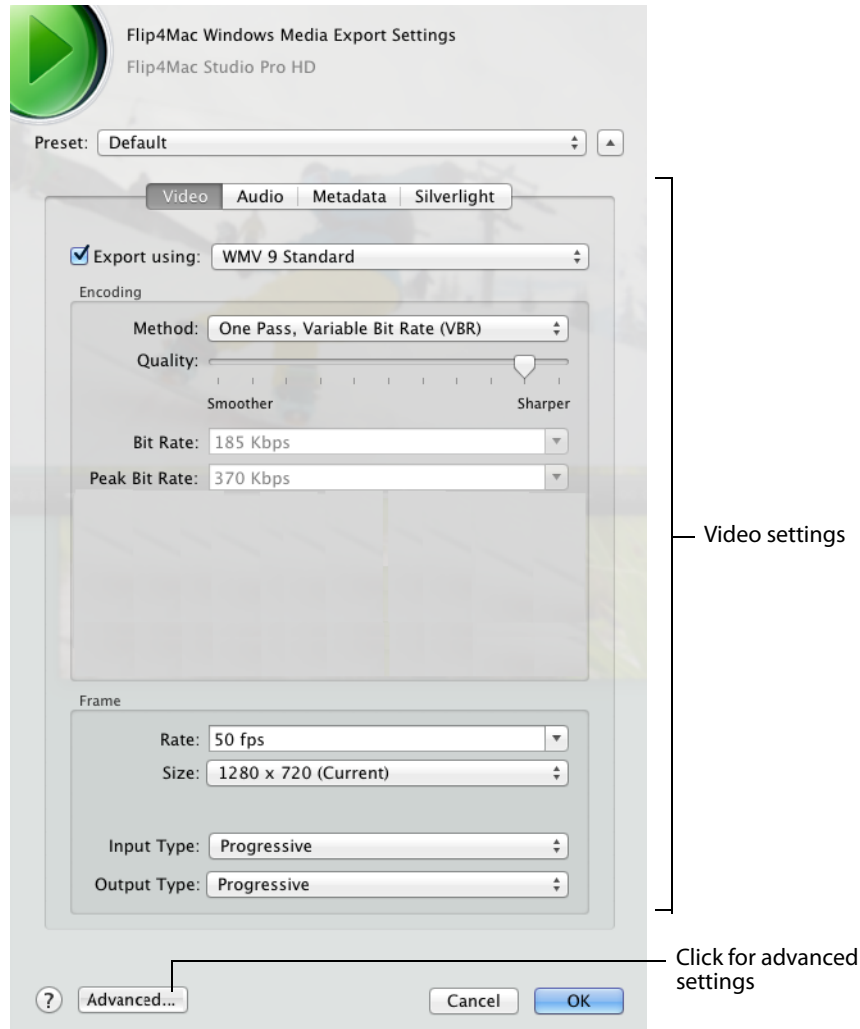 Flip4Mac Windows Media Export Settings
Flip4Mac Studio Pro HD
Preset: Default
Video Audio Metadata Silverlight
Export using: WMV 9 Standard
Encoding
Method: One Pass, Variable Bit Rate (VBR)
Quality:
Smoother Sharper
Bit Rate: 185 Kbps
Peak Bit Rate: 370 Kbps
Video settings
Frame
Rate: 50 fps
Size: 1280 x 720 (Current)
Input Type: Progressive
Output Type: Progressive
Click for advanced
settings
? Advanced... Cancel OK